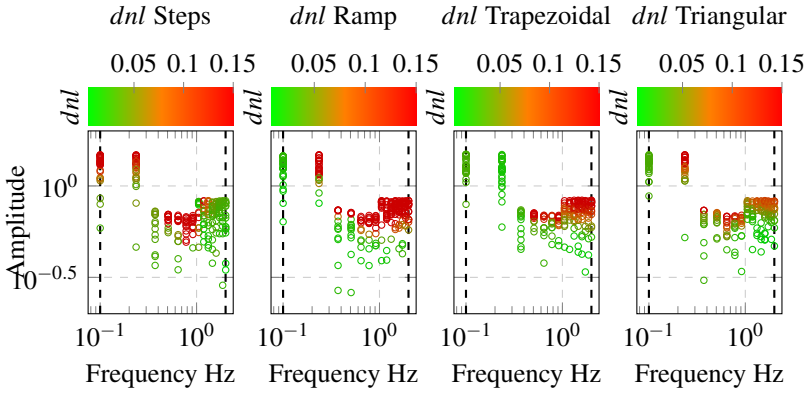 dnl Steps dnl Ramp dnl Trapezoidal dnl Triangular
0.05 0.1 0.15 0.05 0.1 0.15 0.05 0.1 0.15 0.05 0.1 0.15
dnl dnl dnl dnl
Amplitude
10^0
10^−0.5
10^−1 10^0 10^−1 10^0 10^−1 10^0 10^−1 10^0
Frequency Hz Frequency Hz Frequency Hz Frequency Hz